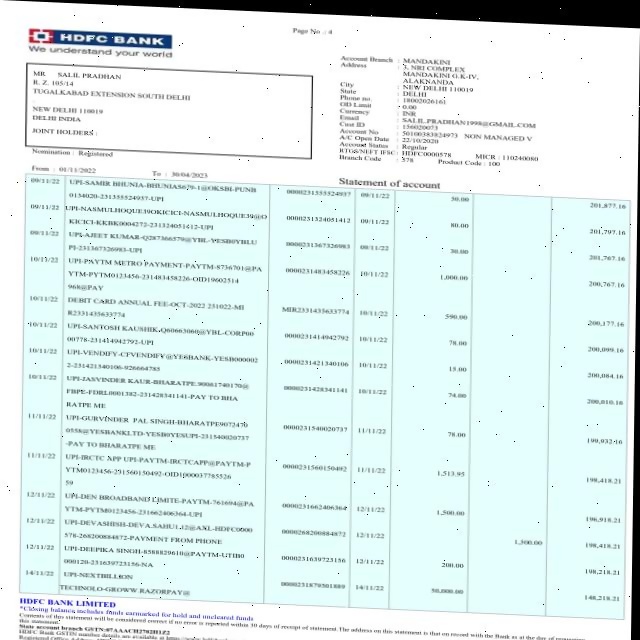 Page No .: 4
HDFC BANK
We understand your world
MR SALIL PRADHAN
R. Z. 105/14
TUGALKABAD EXTENSION SOUTH DELHI
NEW DELHI 110019
DELHI INDIA
JOINT HOLDERS :
Nomination : Registered
Account Branch : MANDAKINI
Address : 3, NRI COMPLEX
MANDAKINI G.K-IV,
ALAKNANDA
City : NEW DELHI 110019
State : DELHI
Phone no. : 18002026161
OD Limit : 0.00
Currency : INR
Email : SALIL.PRADHAN1998@GMAIL.COM
Cust ID : 156020073
Account No : 50100383824973 NON MANAGED V
A/C Open Date : 22/10/2020
Account Status : Regular
RTGS/NEFT IFSC: HDFC0000578 MICR : 110240080
Branch Code : 578 Product Code : 100
From : 01/11/2022 To : 30/04/2023 Statement of account
09/11/22 UPI-SAMIR BHUNIA-BHUNIAS679-1@OKSBI-PUNB 0000231355524937 09/11/22 30.00 201,877.16
0134020-231355524937-UPI
09/11/22 UPI-NASMULHOQUE39OKICICI-NASMULHOQUE39@O 0000231324051412 09/11/22 80.00 201,797.16
KICICI-KKBK0004272-231324051412-UPI
09/11/22 UPI-AJEET KUMAR-Q287366579@YBL-YESB0YBLU 0000231367326983 09/11/22 30.00 201,767.16
PI-231367326983-UPI
10/11/22 UPI-PAYTM METRO PAYMENT-PAYTM-8736701@PA 0000231483458226 10/11/22 1,000.00 200,767.16
YTM-PYTM0123456-231483458226-OID19602514
968@PAY
10/11/22 DEBIT CARD ANNUAL FEE-OCT-2022 231022-MI MIR2331435633774 10/11/22 590.00 200,177.16
R2331435633774
10/11/22 UPI-SANTOSH KAUSHIK-Q60663060@YBL-CORP00 0000231414942792 10/11/22 78.00 200,099.16
00778-231414942792-UPI
10/11/22 UPI-VENDIFY-CFVENDIFY@YESBANK-YESB000002 0000231421340106 10/11/22 15.00 200,084.16
2-231421340106-926664785
10/11/22 UPI-JASVINDER KAUR-BHARATPE.90061740170@ 0000231428341141 10/11/22 74.00 200,010.16
FBPE-FDRL0001382-231428341141-PAY TO BHA
RATPE ME
11/11/22 UPI-GURVINDER PAL SINGH-BHARATPE9072470 0000231540020737 11/11/22 78.00 199,932.16
0558@YESBANKLTD-YESB0YESUPI-231540020737
-PAY TO BHARATPE ME
11/11/22 UPI-IRCTC APP UPI-PAYTM-IRCTCAPP@PAYTM-P 0000231560150492 11/11/22 1,513.95 198,418.21
YTM0123456-231560150492-OID1000037785526
59
12/11/22 UPI-DEN BROADBAND LIMITE-PAYTM-761694@PA 0000231662406364 12/11/22 1,500.00 196,918.21
YTM-PYTM0123456-231662406364-UPI
12/11/22 UPI-DEVASHISH-DEVA.SAHU1.12@AXL-HDFC000 0000268200884872 12/11/22 1,500.00 198,418.21
578-268200884872-PAYMENT FROM PHONE
12/11/22 UPI-DEEPIKA SINGH-8588829610@PAYTM-UTIB0 0000231639723156 12/11/22 200.00 198,218.21
000120-231639723156-NA
14/11/22 UPI-NEXTBILLION 0000231879501889 14/11/22 50,000.00 148,218.21
TECHNOLO-GROWW RAZORPAY@
HDFC BANK LIMITED
*Closing balance includes funds earmarked for hold and uncleared funds
Contents of this statement will be considered correct if no error is reported within 30 days of receipt of statement. The address on this statement is that on record with the Bank as at the day of requesting
this statement.
State account branch GSTN:07AAACH2702H1Z2